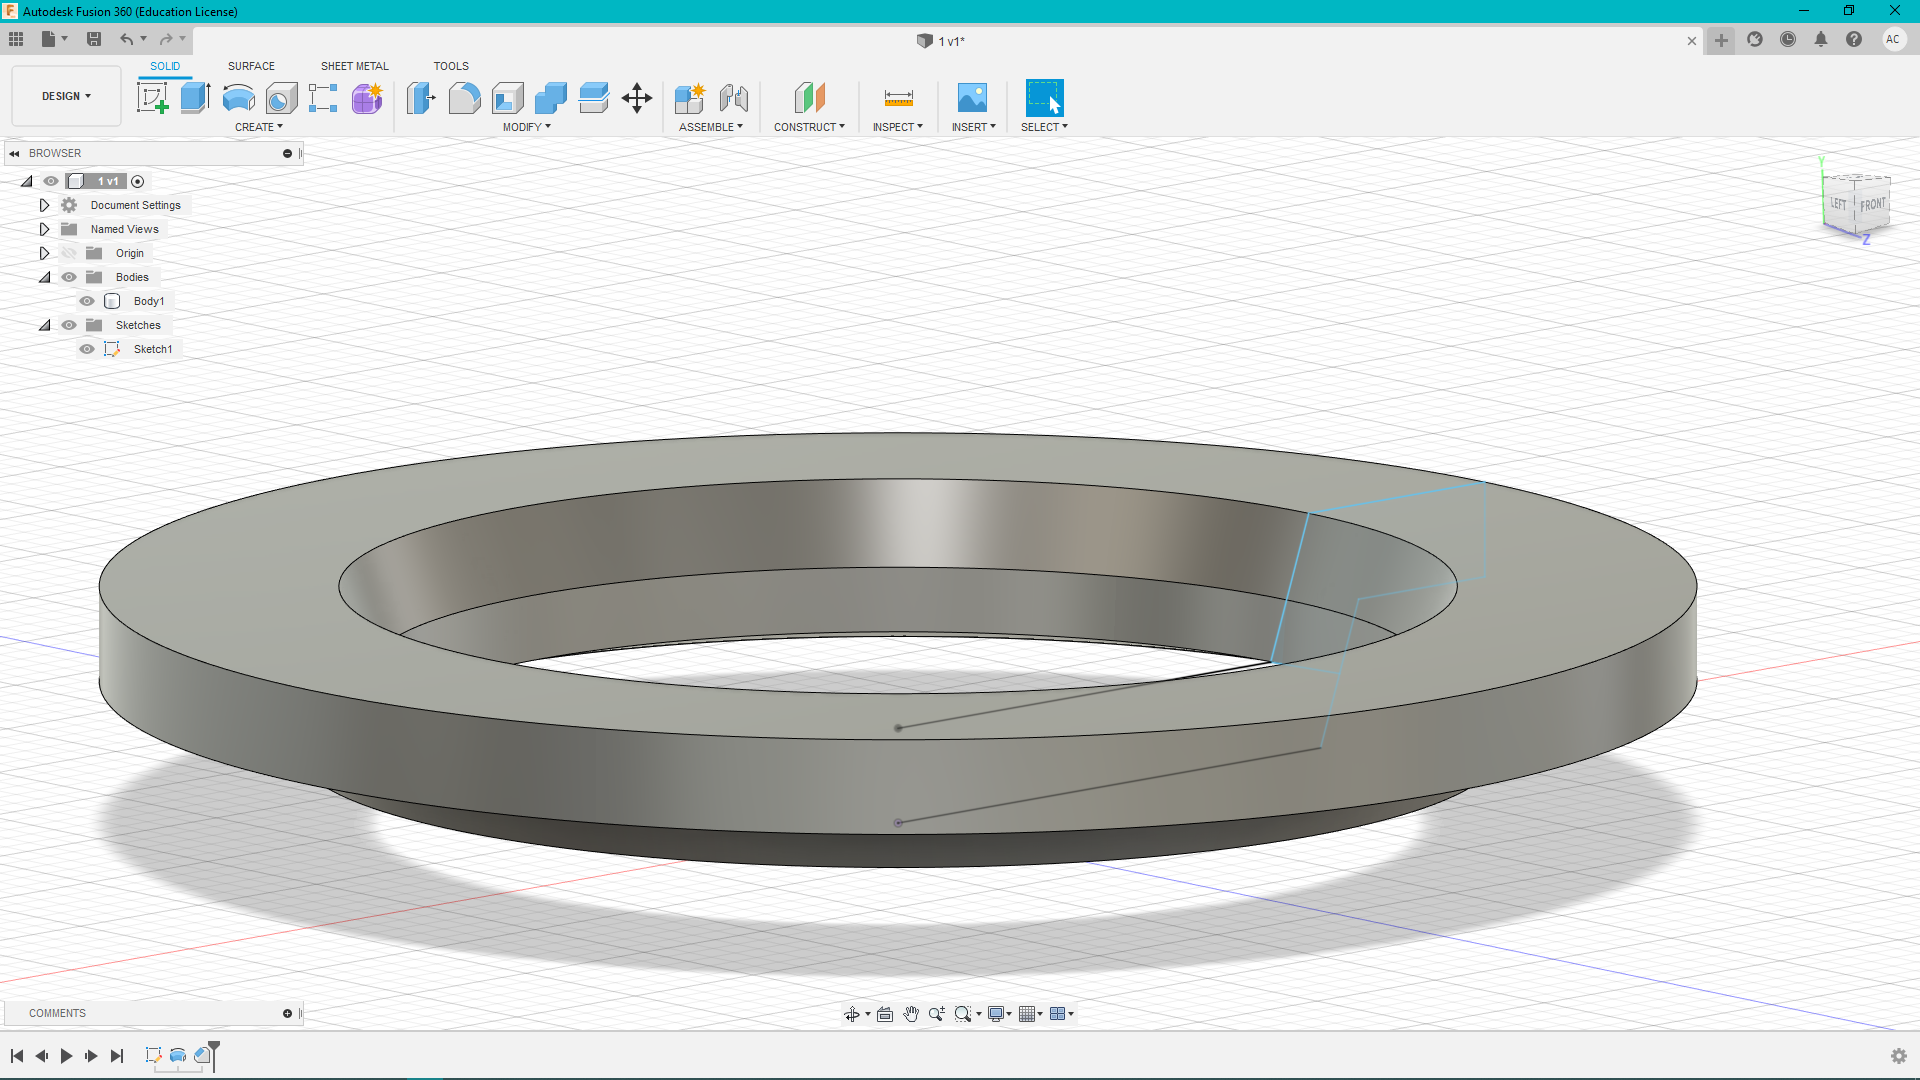 Autodesk Fusion 360 (Education License)
1 v1*
AC
DESIGN
SOLID SURFACE SHEET METAL TOOLS
CREATE MODIFY ASSEMBLE CONSTRUCT INSPECT INSERT SELECT
BROWSER
1 v1
Document Settings
Named Views
Origin
Bodies
Body1
Sketches
Sketch1
Y
LEFT FRONT
Z
COMMENTS